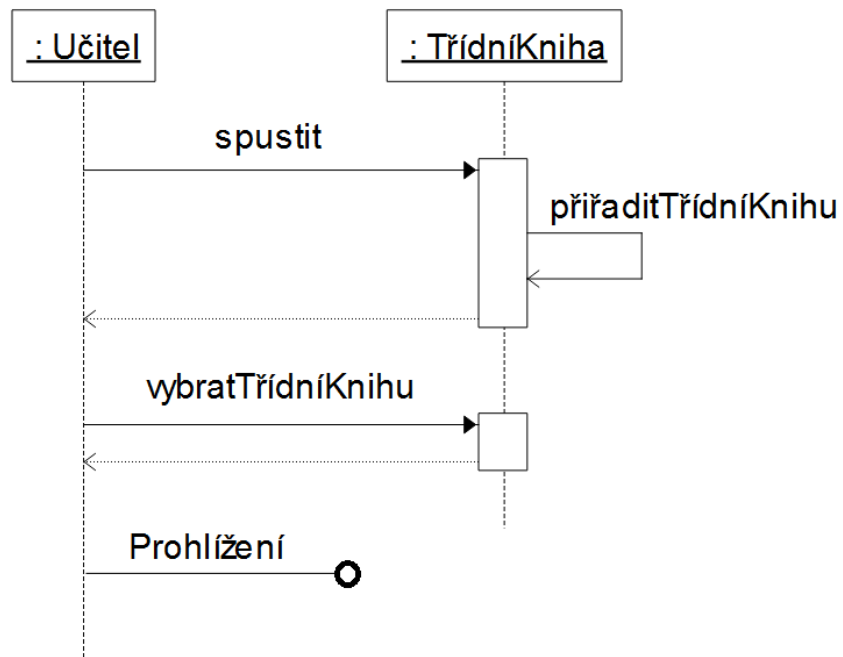 : Učitel
: TřídníKniha
spustit
přiřaditTřídníKnihu
vybratTřídníKnihu
Prohlížení